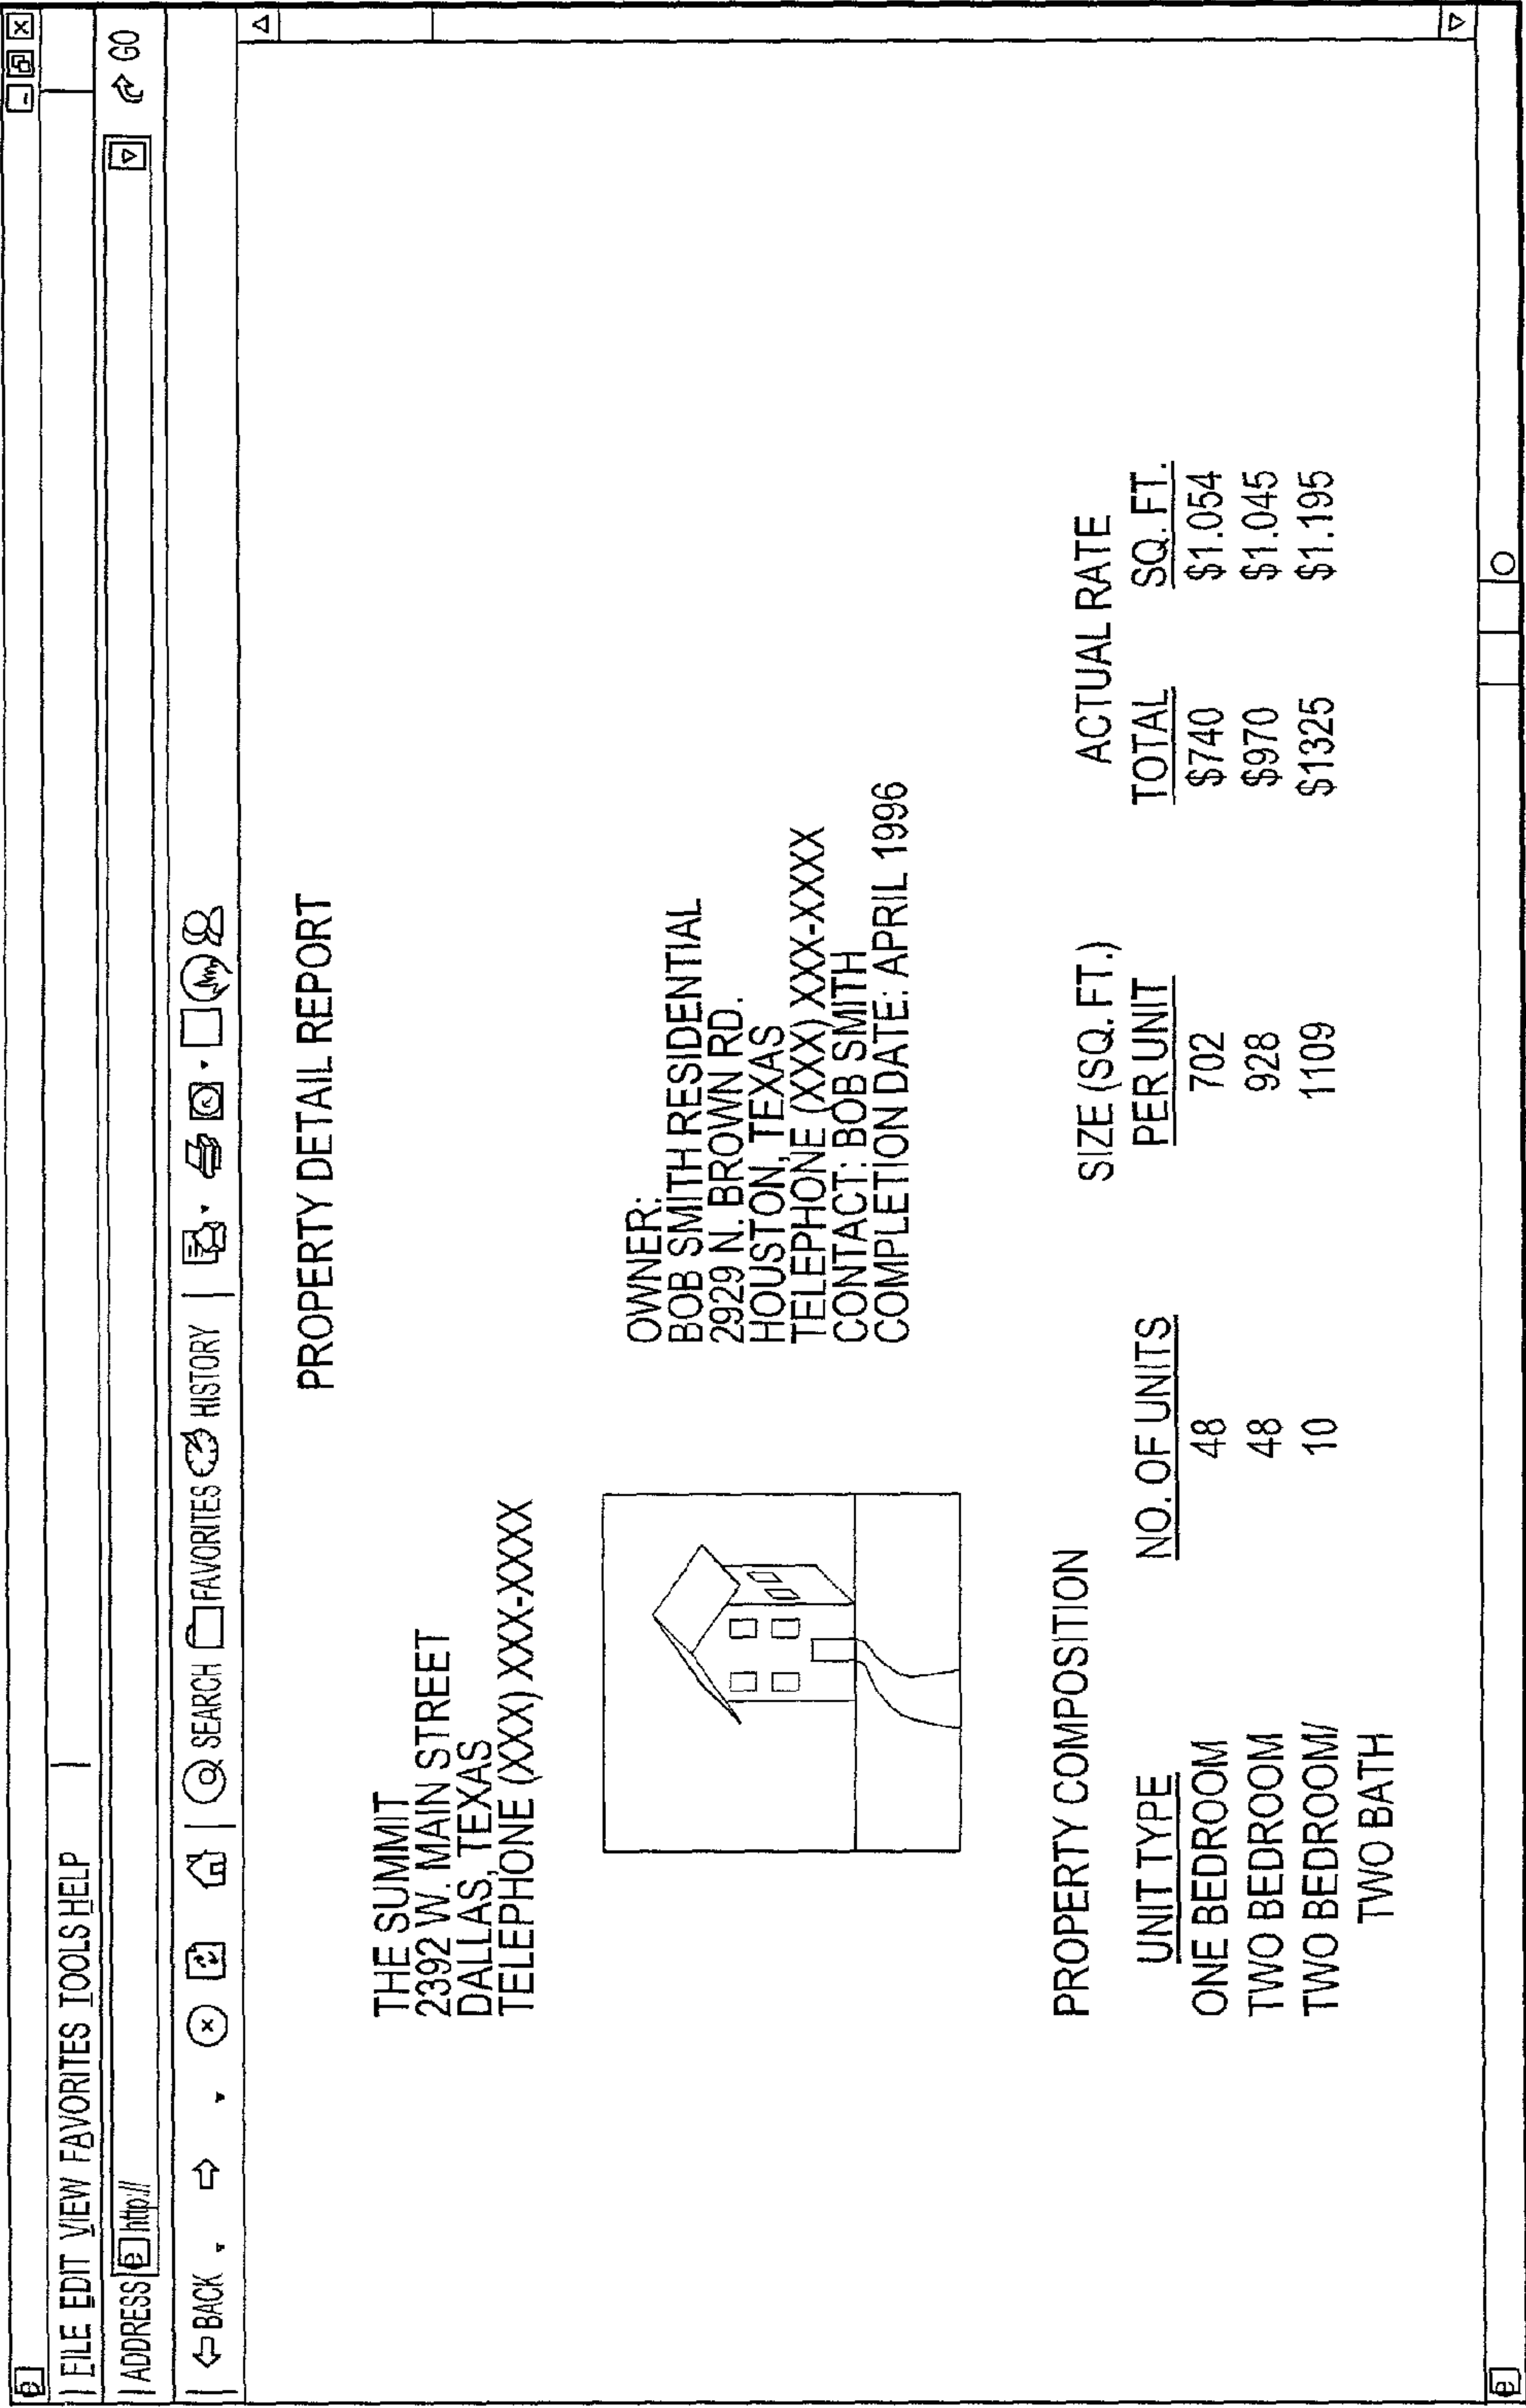 FILE EDIT VIEW FAVORITES TOOLS HELP
ADDRESS http:// GO
BACK SEARCH FAVORITES HISTORY
PROPERTY DETAIL REPORT
THE SUMMIT
2392 W. MAIN STREET
DALLAS, TEXAS
TELEPHONE (XXX) XXX-XXXX
OWNER:
BOB SMITH RESIDENTIAL
2929 N. BROWN RD.
HOUSTON, TEXAS
TELEPHONE (XXX) XXX-XXXX
CONTACT: BOB SMITH
COMPLETION DATE: APRIL 1996
PROPERTY COMPOSITION
SIZE (SQ. FT.) ACTUAL RATE
UNIT TYPE NO. OF UNITS PER UNIT TOTAL SQ. FT.
ONE BEDROOM 48 702 $740 $1.054
TWO BEDROOM 48 928 $970 $1.045
TWO BEDROOM/ 10 1109 $1325 $1.195
TWO BATH